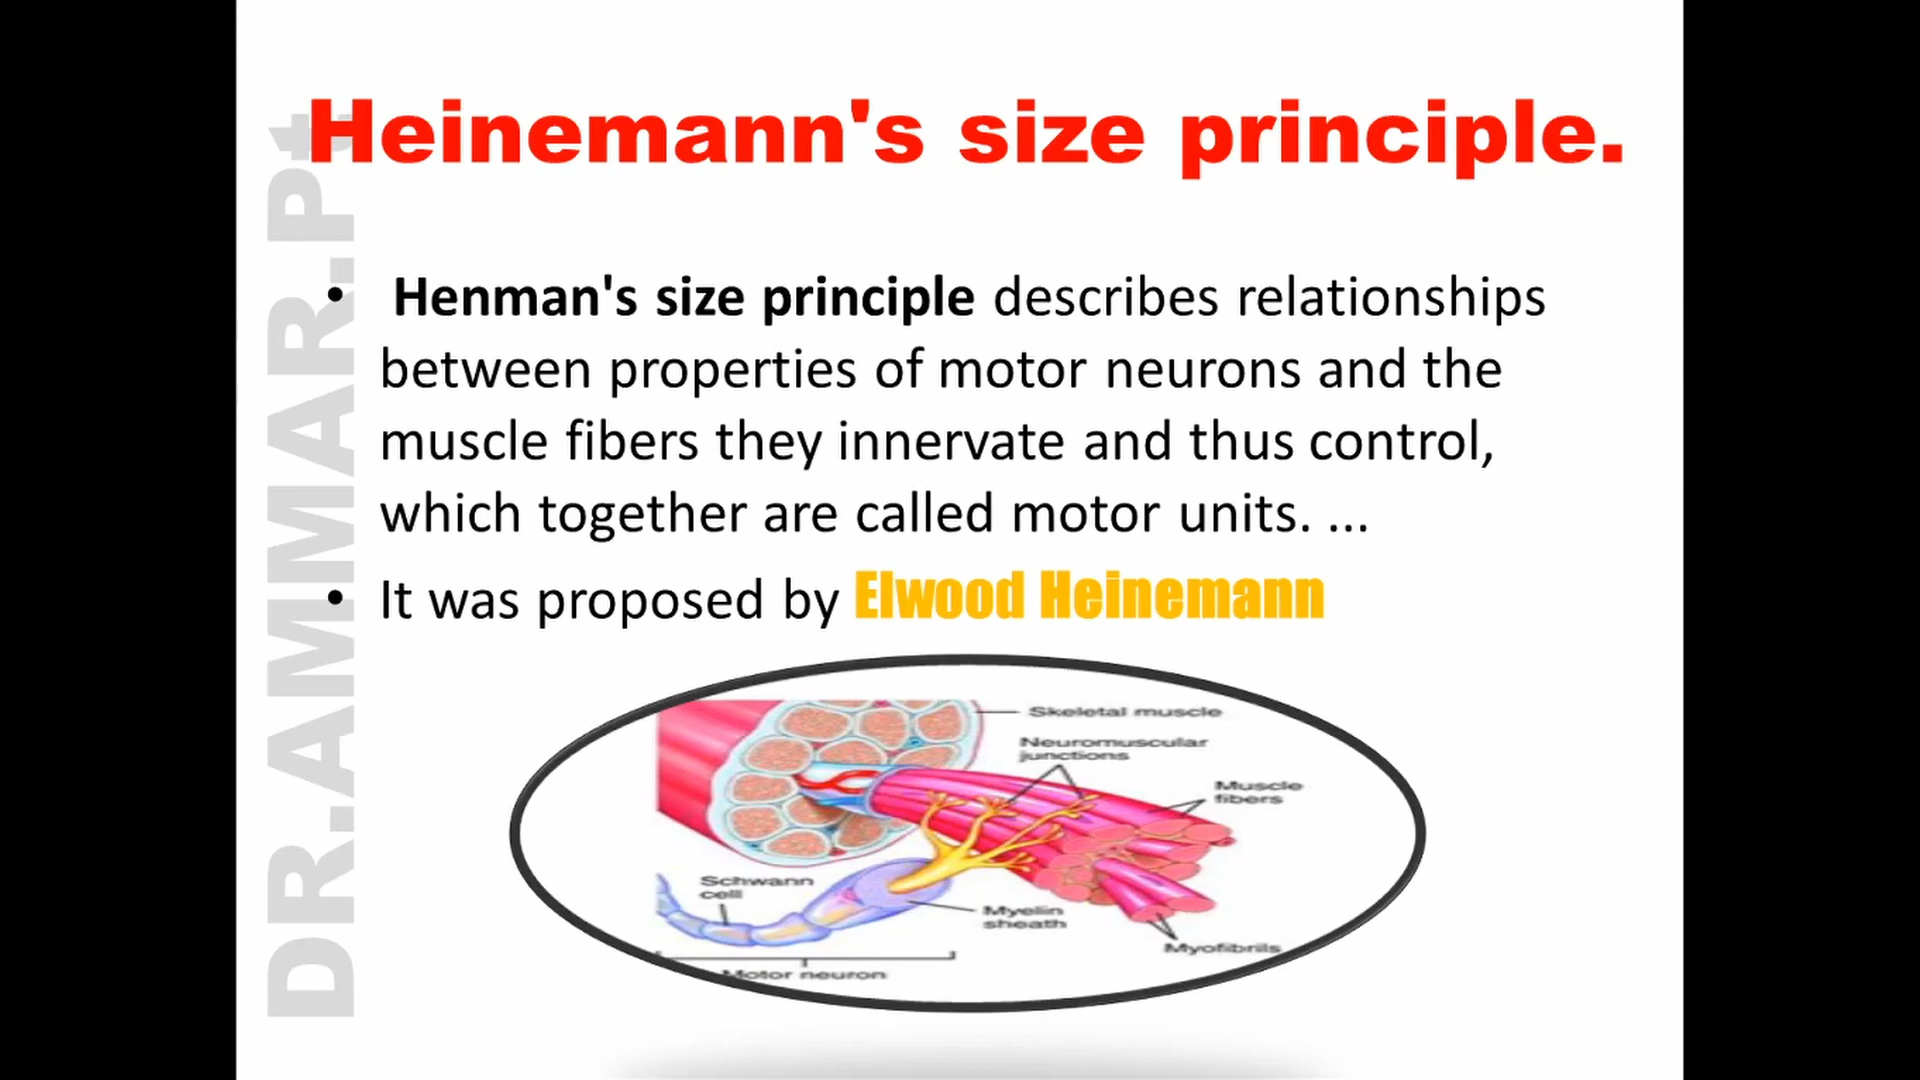 Heinemann's size principle.
• Henman's size principle describes relationships
between properties of motor neurons and the
muscle fibers they innervate and thus control,
which together are called motor units. ...
• It was proposed by Elwood Heinemann
Skeletal muscle
Neuromuscular
junctions
Muscle
fibers
Schwann
cell
Myelin
sheath
Myofibrils
Motor neuron
DR.AMMAR.Pt